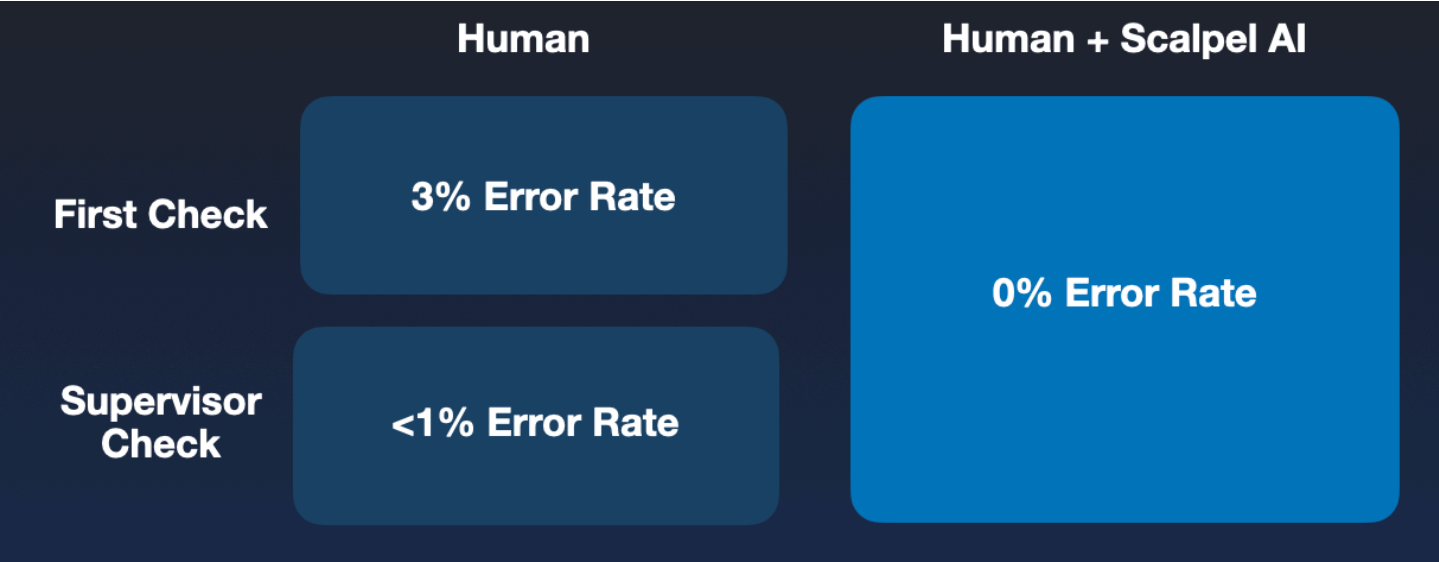 Human
Human + Scalpel AI
First Check
3% Error Rate
0% Error Rate
Supervisor
Check
<1% Error Rate